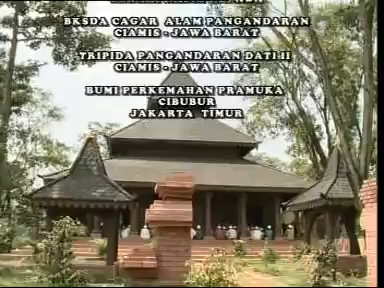 BKSDA CAGAR ALAM PANGANDARAN
CIAMIS - JAWA BARAT
TRIPIDA PANGANDARAN DATI II
CIAMIS - JAWA BARAT
BUMI PERKEMAHAN PRAMUKA
CIBUBUR
JAKARTA TIMUR